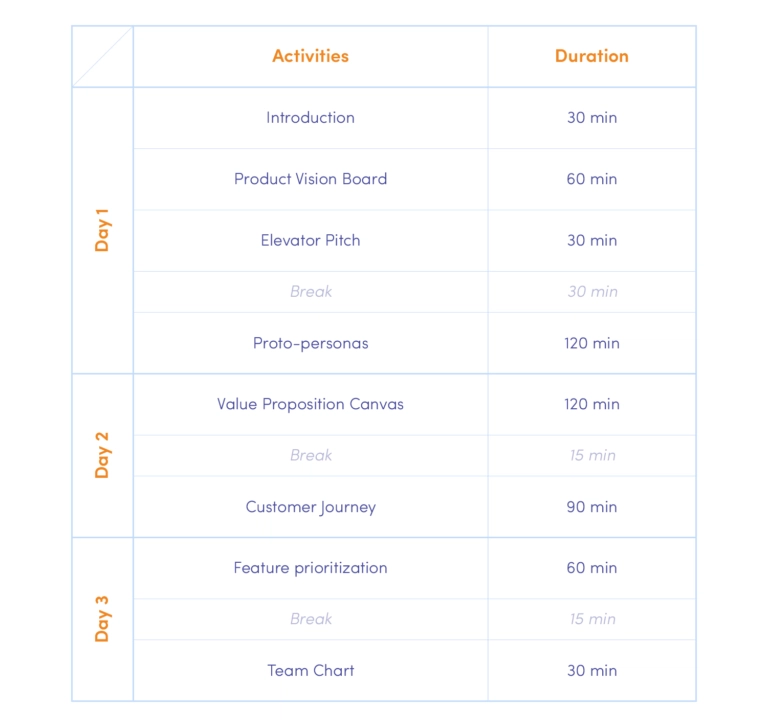 Activities Duration
Day 1
Introduction 30 min
Product Vision Board 60 min
Elevator Pitch 30 min
Break 30 min
Proto-personas 120 min
Day 2
Value Proposition Canvas 120 min
Break 15 min
Customer Journey 90 min
Day 3
Feature prioritization 60 min
Break 15 min
Team Chart 30 min